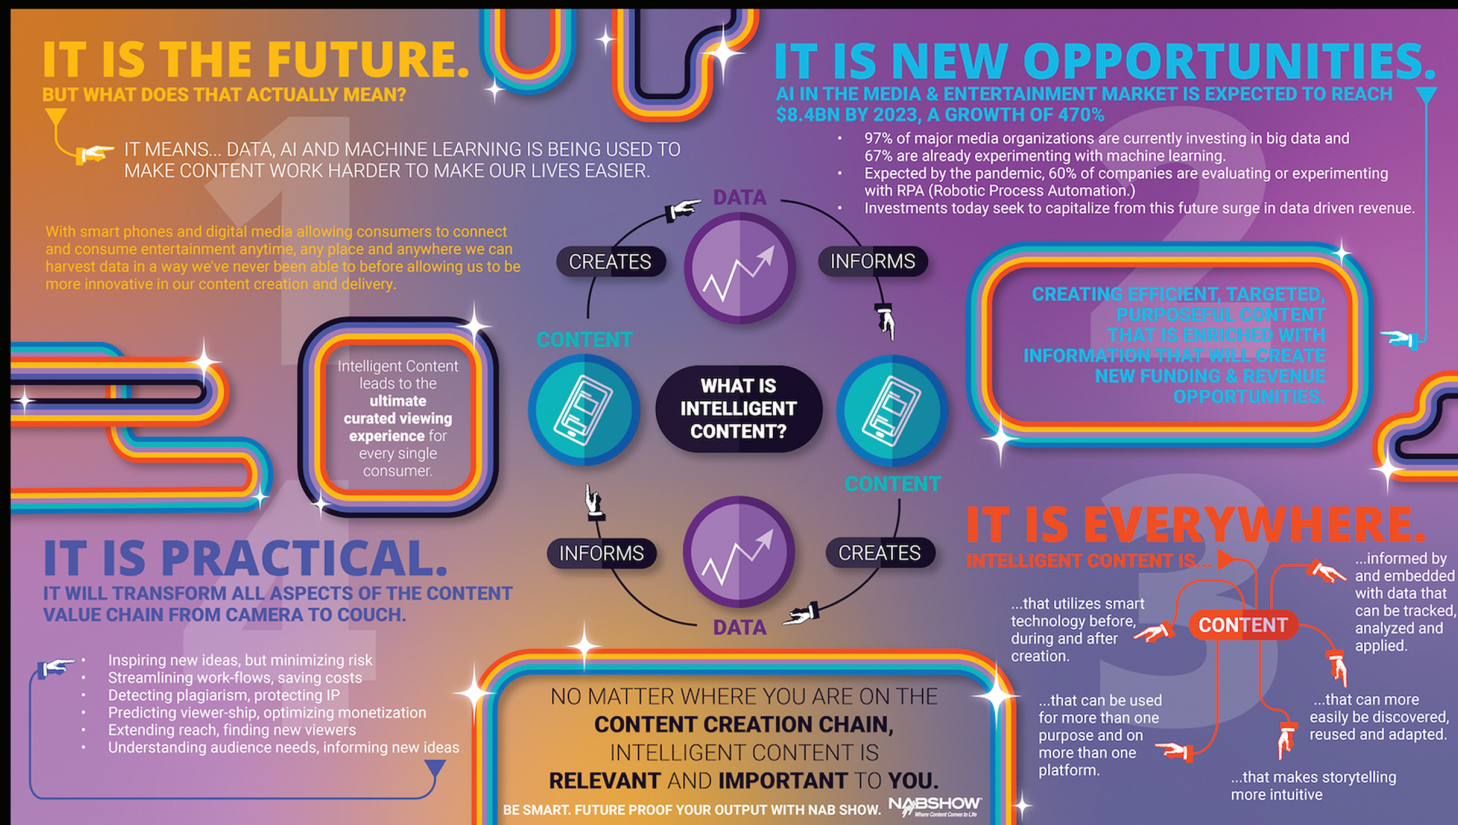 IT IS THE FUTURE.
BUT WHAT DOES THAT ACTUALLY MEAN?
1
IT MEANS... DATA, AI AND MACHINE LEARNING IS BEING USED TO
MAKE CONTENT WORK HARDER TO MAKE OUR LIVES EASIER.
With smart phones and digital media allowing consumers to connect
and consume entertainment anytime, any place and anywhere we can
harvest data in a way we've never been able to before allowing us to be
more innovative in our content creation and delivery.
Intelligent Content
leads to the
ultimate
curated viewing
experience for
every single
consumer.
IT IS NEW OPPORTUNITIES.
AI IN THE MEDIA & ENTERTAINMENT MARKET IS EXPECTED TO REACH
$8.4BN BY 2023, A GROWTH OF 470%
2
• 97% of major media organizations are currently investing in big data and
67% are already experimenting with machine learning.
• Expected by the pandemic, 60% of companies are evaluating or experimenting
with RPA (Robotic Process Automation.)
• Investments today seek to capitalize from this future surge in data driven revenue.
CREATING EFFICIENT, TARGETED,
PURPOSEFUL CONTENT
THAT IS ENRICHED WITH
INFORMATION THAT WILL CREATE
NEW FUNDING & REVENUE
OPPORTUNITIES.
DATA
CREATES
INFORMS
CONTENT
WHAT IS
INTELLIGENT
CONTENT?
CONTENT
INFORMS
CREATES
DATA
IT IS EVERYWHERE.
INTELLIGENT CONTENT IS...
3
...informed by
and embedded
with data that
can be tracked,
analyzed and
applied.
...that utilizes smart
technology before,
during and after
creation.
CONTENT
...that can be used
for more than one
purpose and on
more than one
platform.
...that can more
easily be discovered,
reused and adapted.
...that makes storytelling
more intuitive
IT IS PRACTICAL.
IT WILL TRANSFORM ALL ASPECTS OF THE CONTENT
VALUE CHAIN FROM CAMERA TO COUCH.
4
• Inspiring new ideas, but minimizing risk
• Streamlining work-flows, saving costs
• Detecting plagiarism, protecting IP
• Predicting viewer-ship, optimizing monetization
• Extending reach, finding new viewers
• Understanding audience needs, informing new ideas
NO MATTER WHERE YOU ARE ON THE
CONTENT CREATION CHAIN,
INTELLIGENT CONTENT IS
RELEVANT AND IMPORTANT TO YOU.
BE SMART. FUTURE PROOF YOUR OUTPUT WITH NAB SHOW.
NABSHOW
Where Content Comes to Life